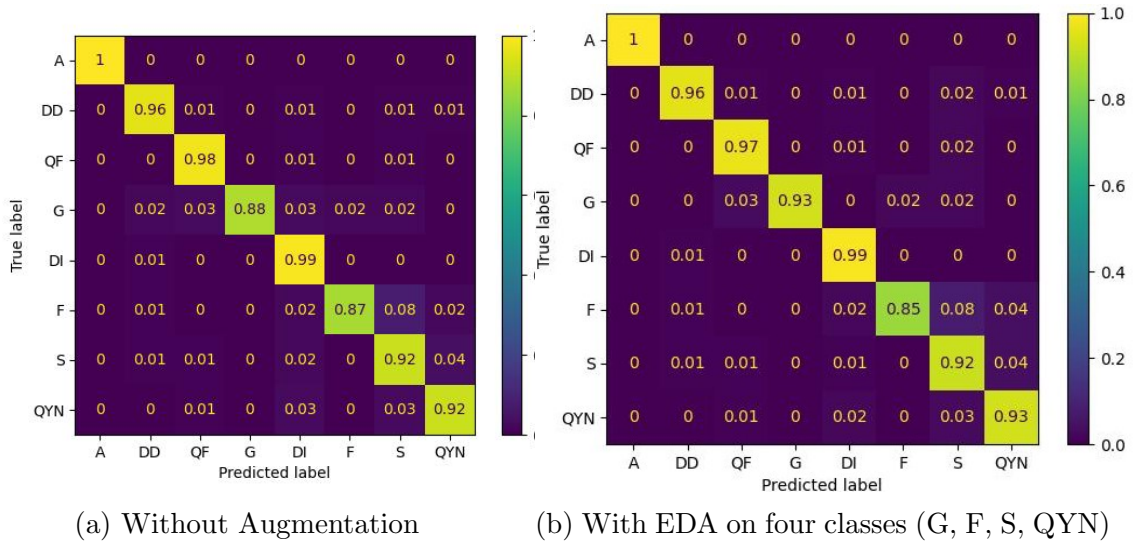 A 1 0 0 0 0 0 0 0
DD 0 0.96 0.01 0 0.01 0 0.01 0.01
QF 0 0 0.98 0 0.01 0 0.01 0
G 0 0.02 0.03 0.88 0.03 0.02 0.02 0
DI 0 0.01 0 0 0.99 0 0 0
F 0 0.01 0 0 0.02 0.87 0.08 0.02
S 0 0.01 0.01 0 0.02 0 0.92 0.04
QYN 0 0 0.01 0 0.03 0 0.03 0.92
A DD QF G DI F S QYN
Predicted label
True label
(a) Without Augmentation
A 1 0 0 0 0 0 0 0
DD 0 0.96 0.01 0 0.01 0 0.02 0.01
QF 0 0 0.97 0 0.01 0 0.02 0
G 0 0 0.03 0.93 0 0.02 0.02 0
DI 0 0.01 0 0 0.99 0 0 0
F 0 0.01 0 0 0.02 0.85 0.08 0.04
S 0 0.01 0.01 0 0.01 0 0.92 0.04
QYN 0 0 0.01 0 0.02 0 0.03 0.93
A DD QF G DI F S QYN
Predicted label
True label
1.0
0.8
0.6
0.4
0.2
0.0
(b) With EDA on four classes (G, F, S, QYN)